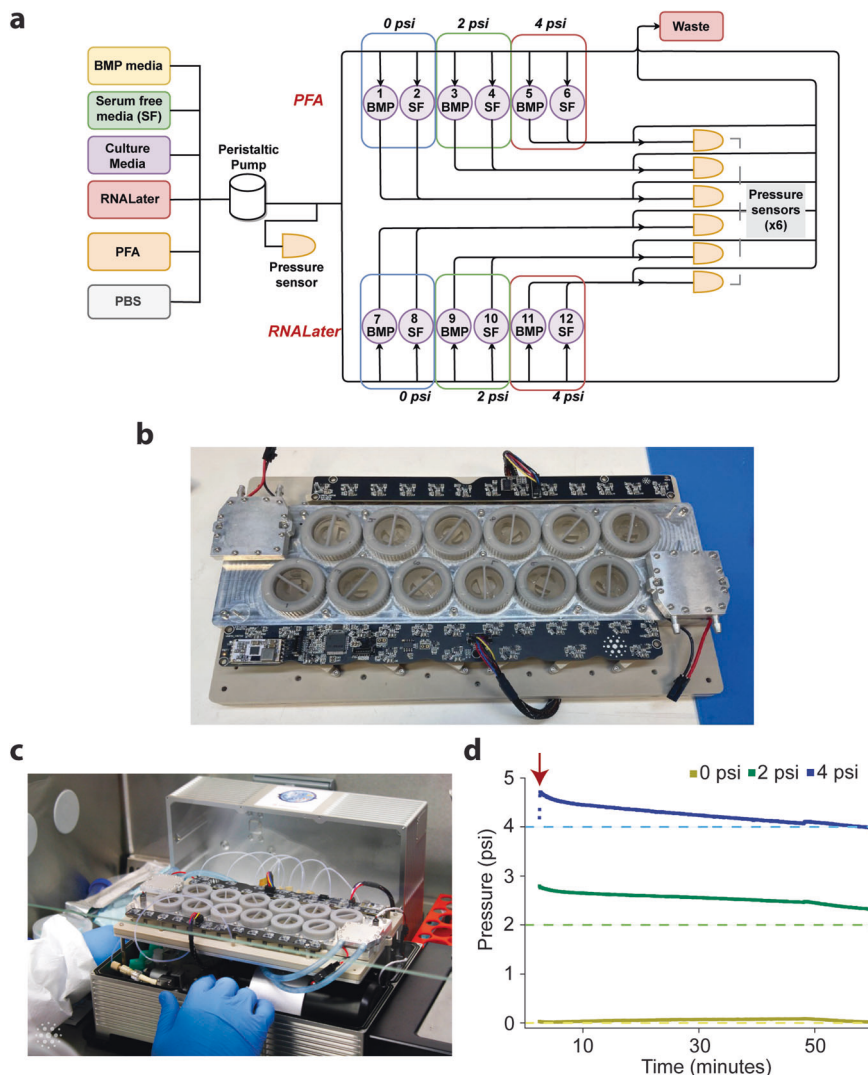 a
0 psi
2 psi
4 psi
Waste
BMP media
Serum free
media (SF)
Culture
Media
RNALater
PFA
PBS
Peristaltic
Pump
Pressure
sensor
PFA
1
BMP
2
SF
3
BMP
4
SF
5
BMP
6
SF
Pressure
sensors
(x6)
RNALater
7
BMP
8
SF
9
BMP
10
SF
11
BMP
12
SF
0 psi
2 psi
4 psi
b
c
d
0 psi
2 psi
4 psi
Pressure (psi)
5
4
3
2
1
0
10
30
50
Time (minutes)